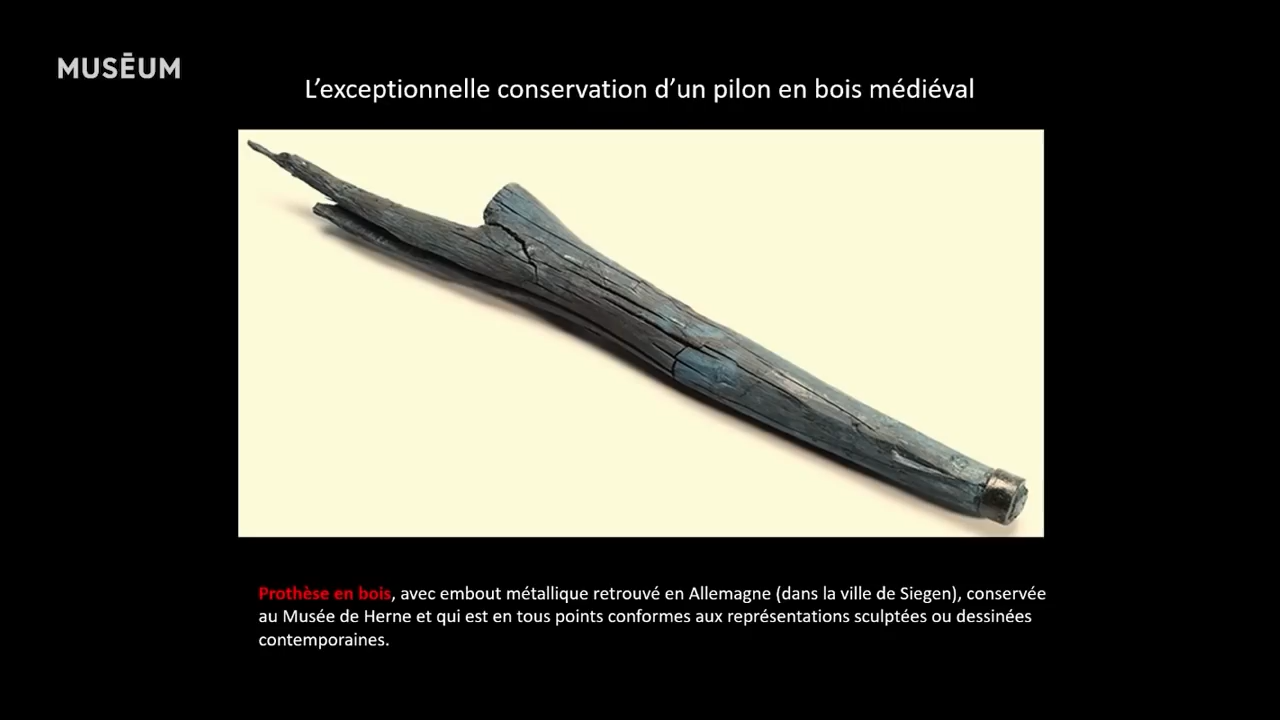 MUSĒUM
L’exceptionnelle conservation d’un pilon en bois médiéval
Prothèse en bois, avec embout métallique retrouvé en Allemagne (dans la ville de Siegen), conservée
au Musée de Herne et qui est en tous points conformes aux représentations sculptées ou dessinées
contemporaines.